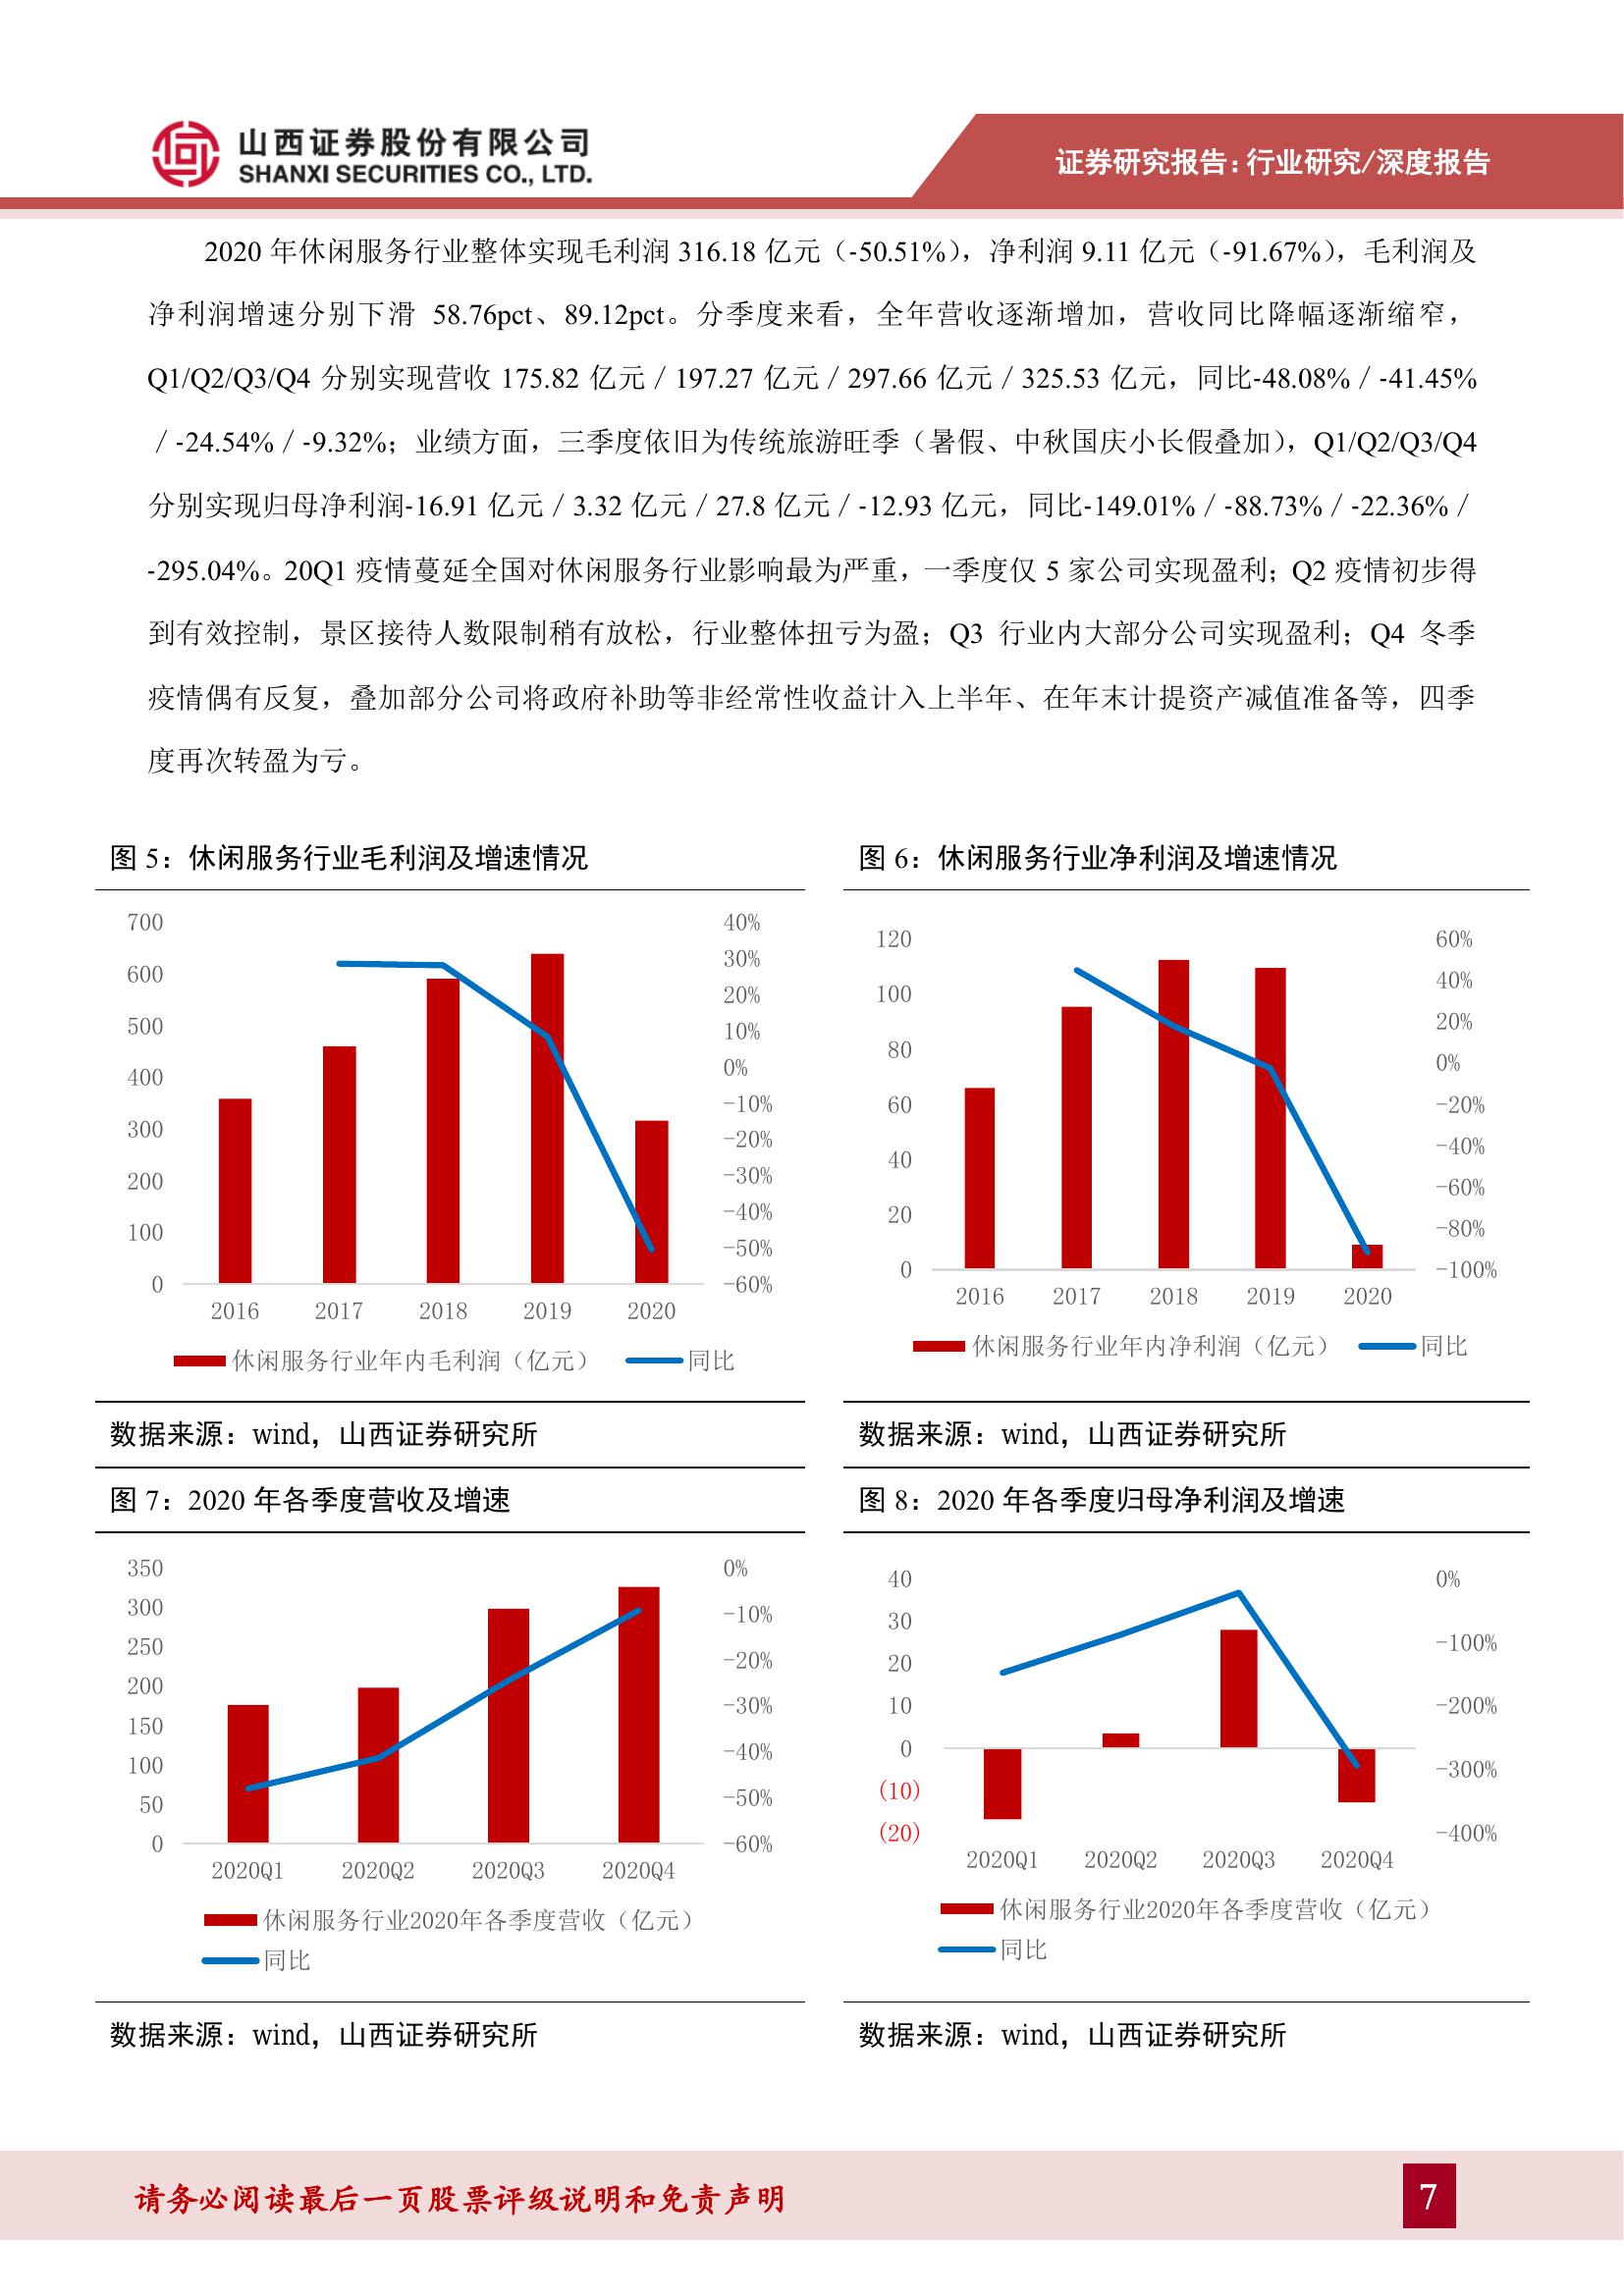 山西证券股份有限公司
SHANXI SECURITIES CO., LTD.
证券研究报告:行业研究/深度报告
2020 年休闲服务行业整体实现毛利润 316.18 亿元（-50.51%），净利润 9.11 亿元（-91.67%），毛利润及
净利润增速分别下滑 58.76pct、89.12pct。分季度来看，全年营收逐渐增加，营收同比降幅逐渐缩窄，
Q1/Q2/Q3/Q4 分别实现营收 175.82 亿元 / 197.27 亿元 / 297.66 亿元 / 325.53 亿元，同比-48.08% / -41.45%
/ -24.54% / -9.32%；业绩方面，三季度依旧为传统旅游旺季（暑假、中秋国庆小长假叠加），Q1/Q2/Q3/Q4
分别实现归母净利润-16.91 亿元 / 3.32 亿元 / 27.8 亿元 / -12.93 亿元，同比-149.01% / -88.73% / -22.36% /
-295.04%。20Q1 疫情蔓延全国对休闲服务行业影响最为严重，一季度仅 5 家公司实现盈利；Q2 疫情初步得
到有效控制，景区接待人数限制稍有放松，行业整体扭亏为盈；Q3 行业内大部分公司实现盈利；Q4 冬季
疫情偶有反复，叠加部分公司将政府补助等非经常性收益计入上半年、在年末计提资产减值准备等，四季
度再次转盈为亏。
图 5：休闲服务行业毛利润及增速情况
700
600
500
400
300
200
100
0
40%
30%
20%
10%
0%
-10%
-20%
-30%
-40%
-50%
-60%
2016 2017 2018 2019 2020
休闲服务行业年内毛利润（亿元） 同比
数据来源：wind，山西证券研究所
图 6：休闲服务行业净利润及增速情况
120
100
80
60
40
20
0
60%
40%
20%
0%
-20%
-40%
-60%
-80%
-100%
2016 2017 2018 2019 2020
休闲服务行业年内净利润（亿元） 同比
数据来源：wind，山西证券研究所
图 7：2020 年各季度营收及增速
350
300
250
200
150
100
50
0
0%
-10%
-20%
-30%
-40%
-50%
-60%
2020Q1 2020Q2 2020Q3 2020Q4
休闲服务行业2020年各季度营收（亿元）
同比
数据来源：wind，山西证券研究所
图 8：2020 年各季度归母净利润及增速
40
30
20
10
0
(10)
(20)
0%
-100%
-200%
-300%
-400%
2020Q1 2020Q2 2020Q3 2020Q4
休闲服务行业2020年各季度营收（亿元）
同比
数据来源：wind，山西证券研究所
请务必阅读最后一页股票评级说明和免责声明
7